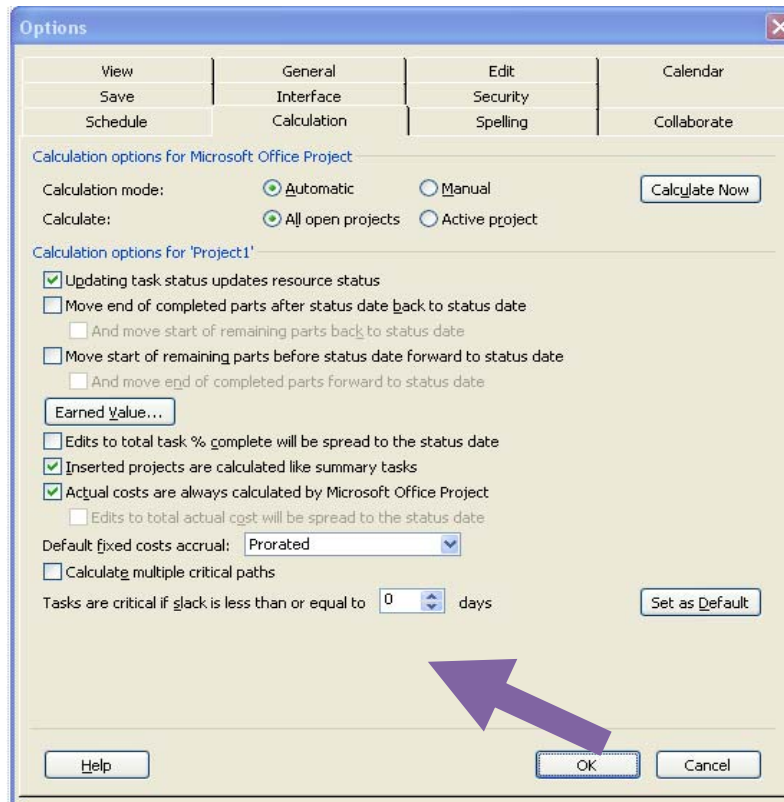 Options
View General Edit Calendar
Save Interface Security
Schedule Calculation Spelling Collaborate
Calculation options for Microsoft Office Project
Calculation mode: Automatic Manual Calculate Now
Calculate: All open projects Active project
Calculation options for 'Project1'
Updating task status updates resource status
Move end of completed parts after status date back to status date
And move start of remaining parts back to status date
Move start of remaining parts before status date forward to status date
And move end of completed parts forward to status date
Earned Value...
Edits to total task % complete will be spread to the status date
Inserted projects are calculated like summary tasks
Actual costs are always calculated by Microsoft Office Project
Edits to total actual cost will be spread to the status date
Default fixed costs accrual: Prorated
Calculate multiple critical paths
Tasks are critical if slack is less than or equal to 0 days Set as Default
Help OK Cancel